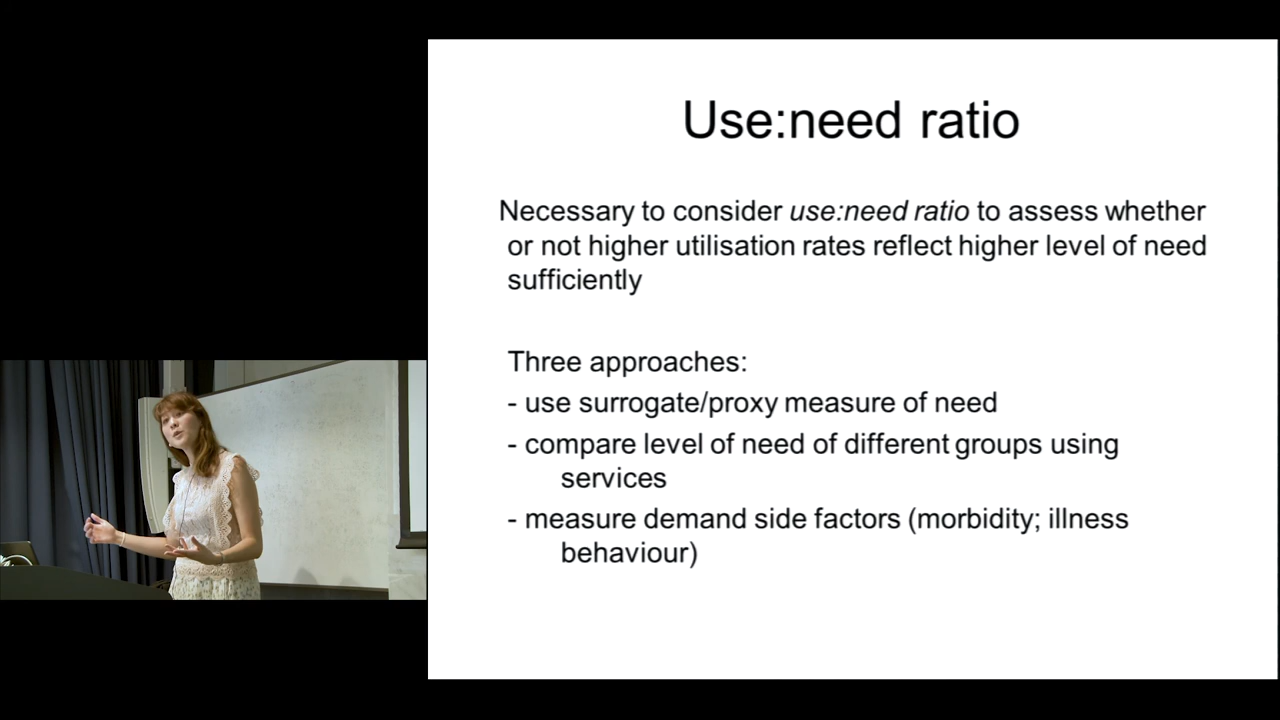 Use:need ratio
Necessary to consider use:need ratio to assess whether
or not higher utilisation rates reflect higher level of need
sufficiently
Three approaches:
- use surrogate/proxy measure of need
- compare level of need of different groups using
services
- measure demand side factors (morbidity; illness
behaviour)